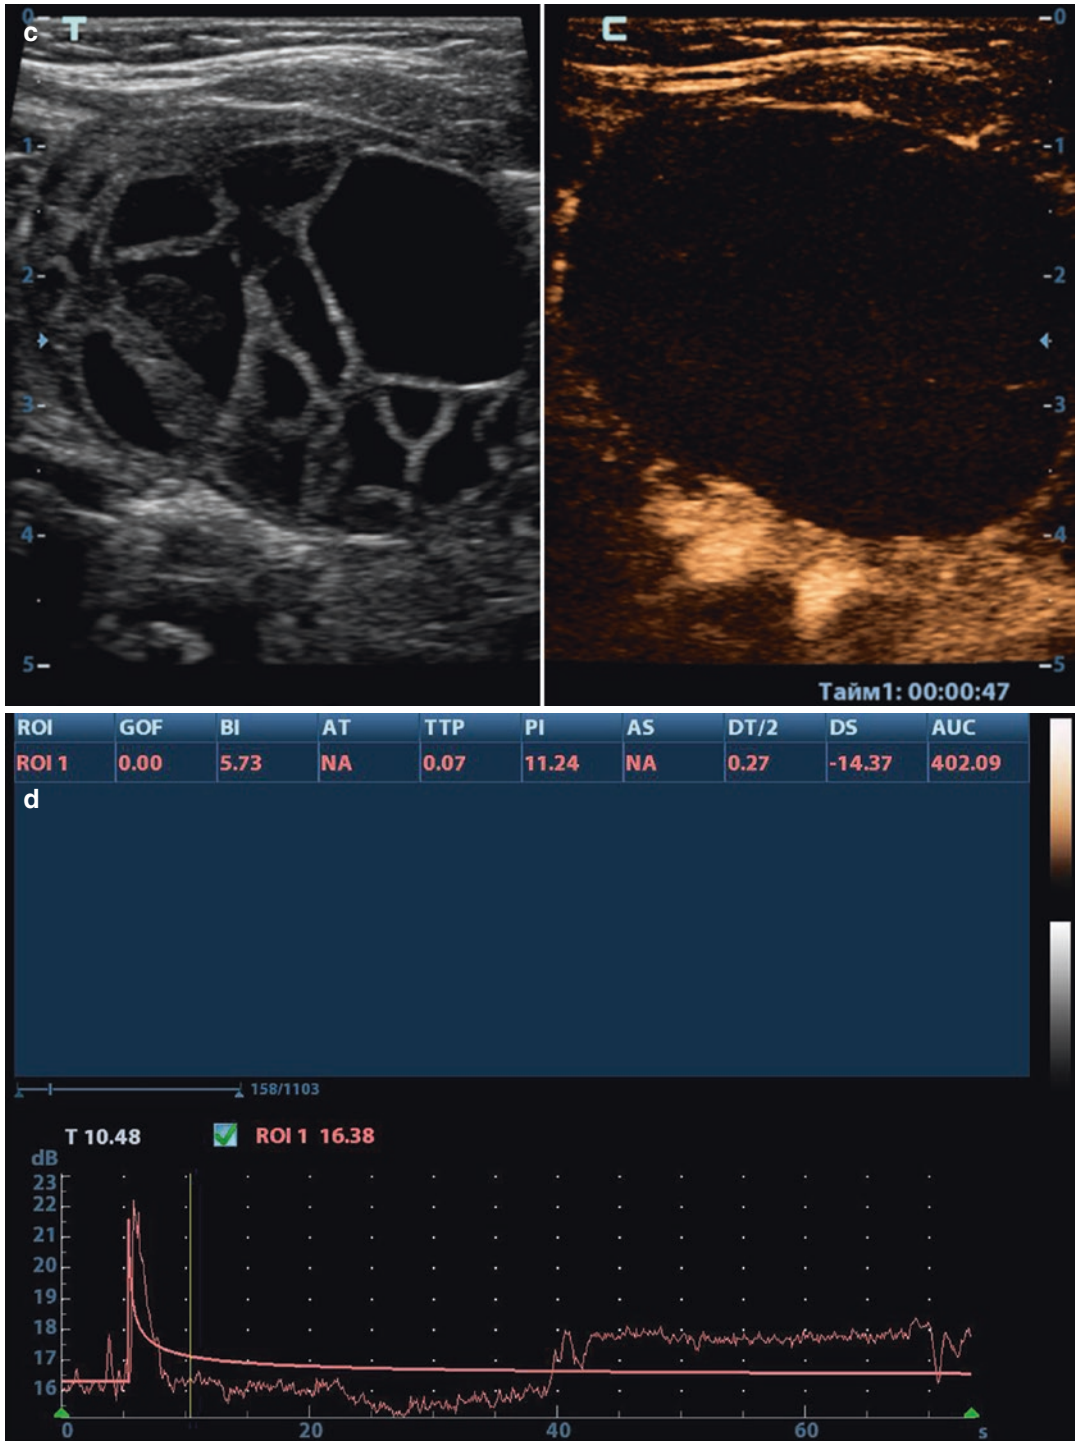 c T C
0 0
1 1
2 2
3 3
4 4
5 5
Тайм1: 00:00:47
ROI GOF BI AT TTP PI AS DT/2 DS AUC
ROI 1 0.00 5.73 NA 0.07 11.24 NA 0.27 -14.37 402.09
d
158/1103
T 10.48 ROI 1 16.38
dB
23
22
21
20
19
18
17
16
0 20 40 60 s